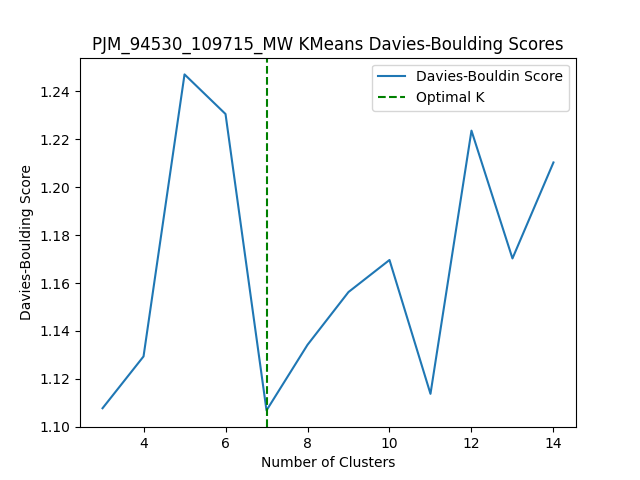 PJM_94530_109715_MW KMeans Davies-Boulding Scores
Davies-Bouldin Score
Optimal K
Davies-Boulding Score
1.24
1.22
1.20
1.18
1.16
1.14
1.12
1.10
4 6 8 10 12 14
Number of Clusters